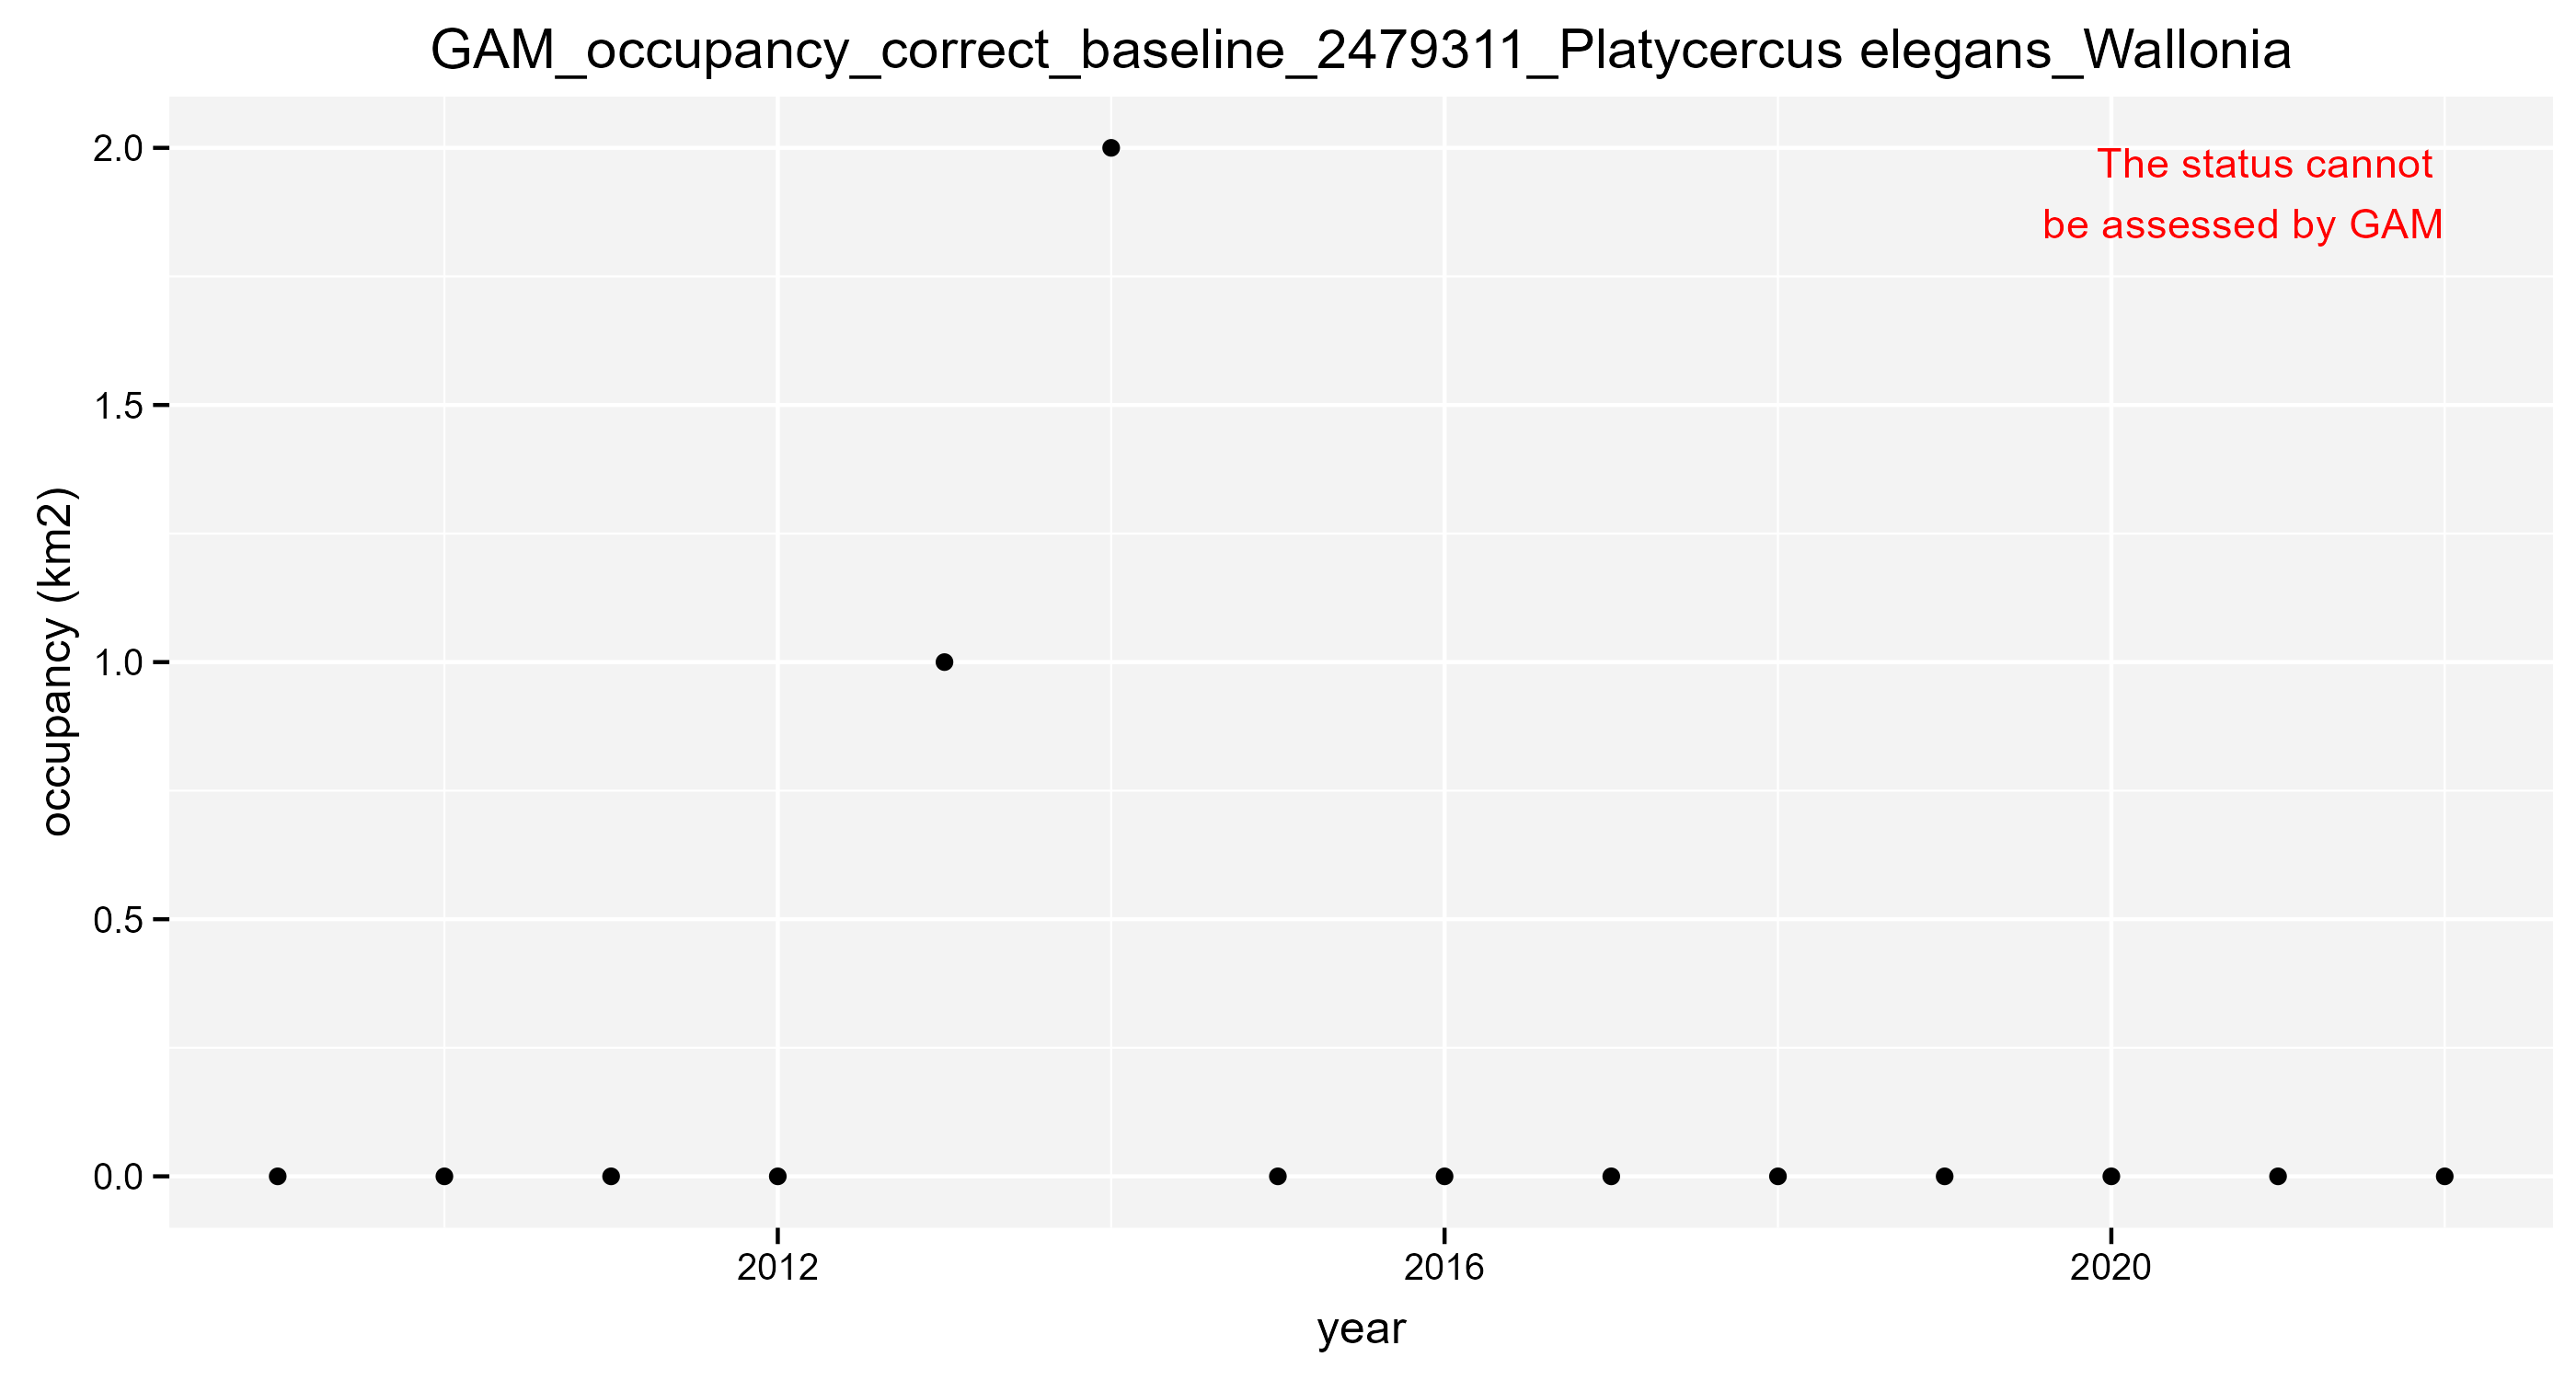 GAM_occupancy_correct_baseline_2479311_Platycercus elegans_Wallonia
The status cannot
be assessed by GAM
occupancy (km2)
2.0
1.5
1.0
0.5
0.0
2012 2016 2020
year